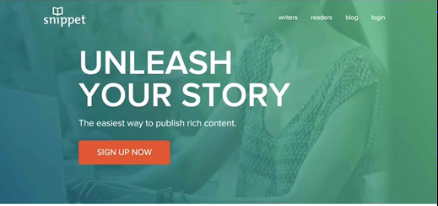 snippet
writers readers blog login
UNLEASH
YOUR STORY
The easiest way to publish rich content.
SIGN UP NOW